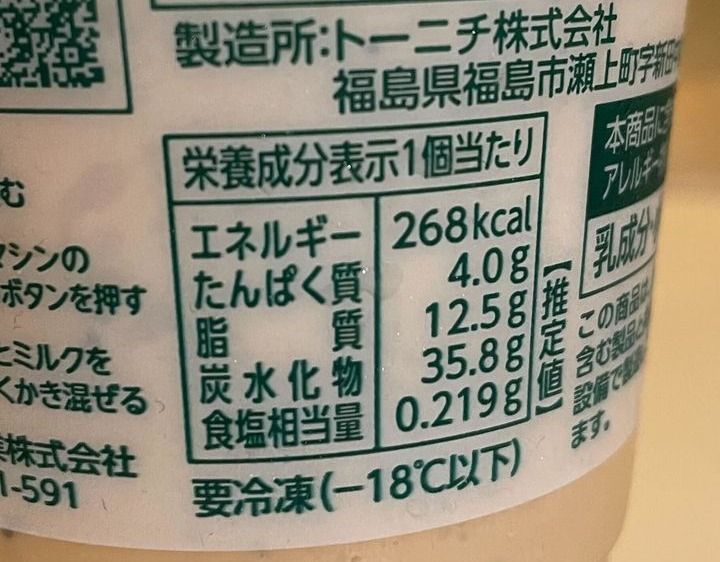 製造所:トーニチ株式会社
福島県福島市瀬上町字新田中
栄養成分表示1個当たり
エネルギー 268kcal
たんぱく質 4.0g
脂質 12.5g
炭水化物 35.8g
食塩相当量 0.219g
【推定値】
要冷凍(－18℃以下)
む
マシンの
ボタンを押す
とミルクを
くかき混ぜる
株式会社
1-591
本商品に
アレルギー
乳成分
この商品は
含む製品と
設備で
ます。